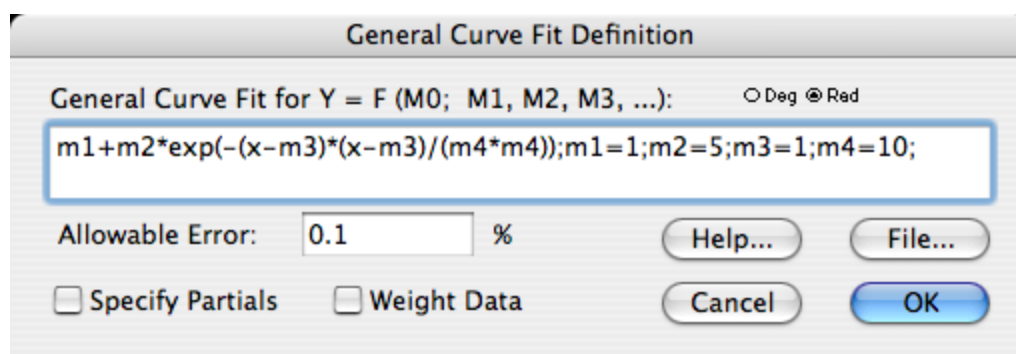 General Curve Fit Definition
General Curve Fit for Y = F (M0; M1, M2, M3, ...): Deg Rad
m1+m2*exp(-(x-m3)*(x-m3)/(m4*m4));m1=1;m2=5;m3=1;m4=10;
Allowable Error: 0.1 % Help... File...
Specify Partials Weight Data Cancel OK